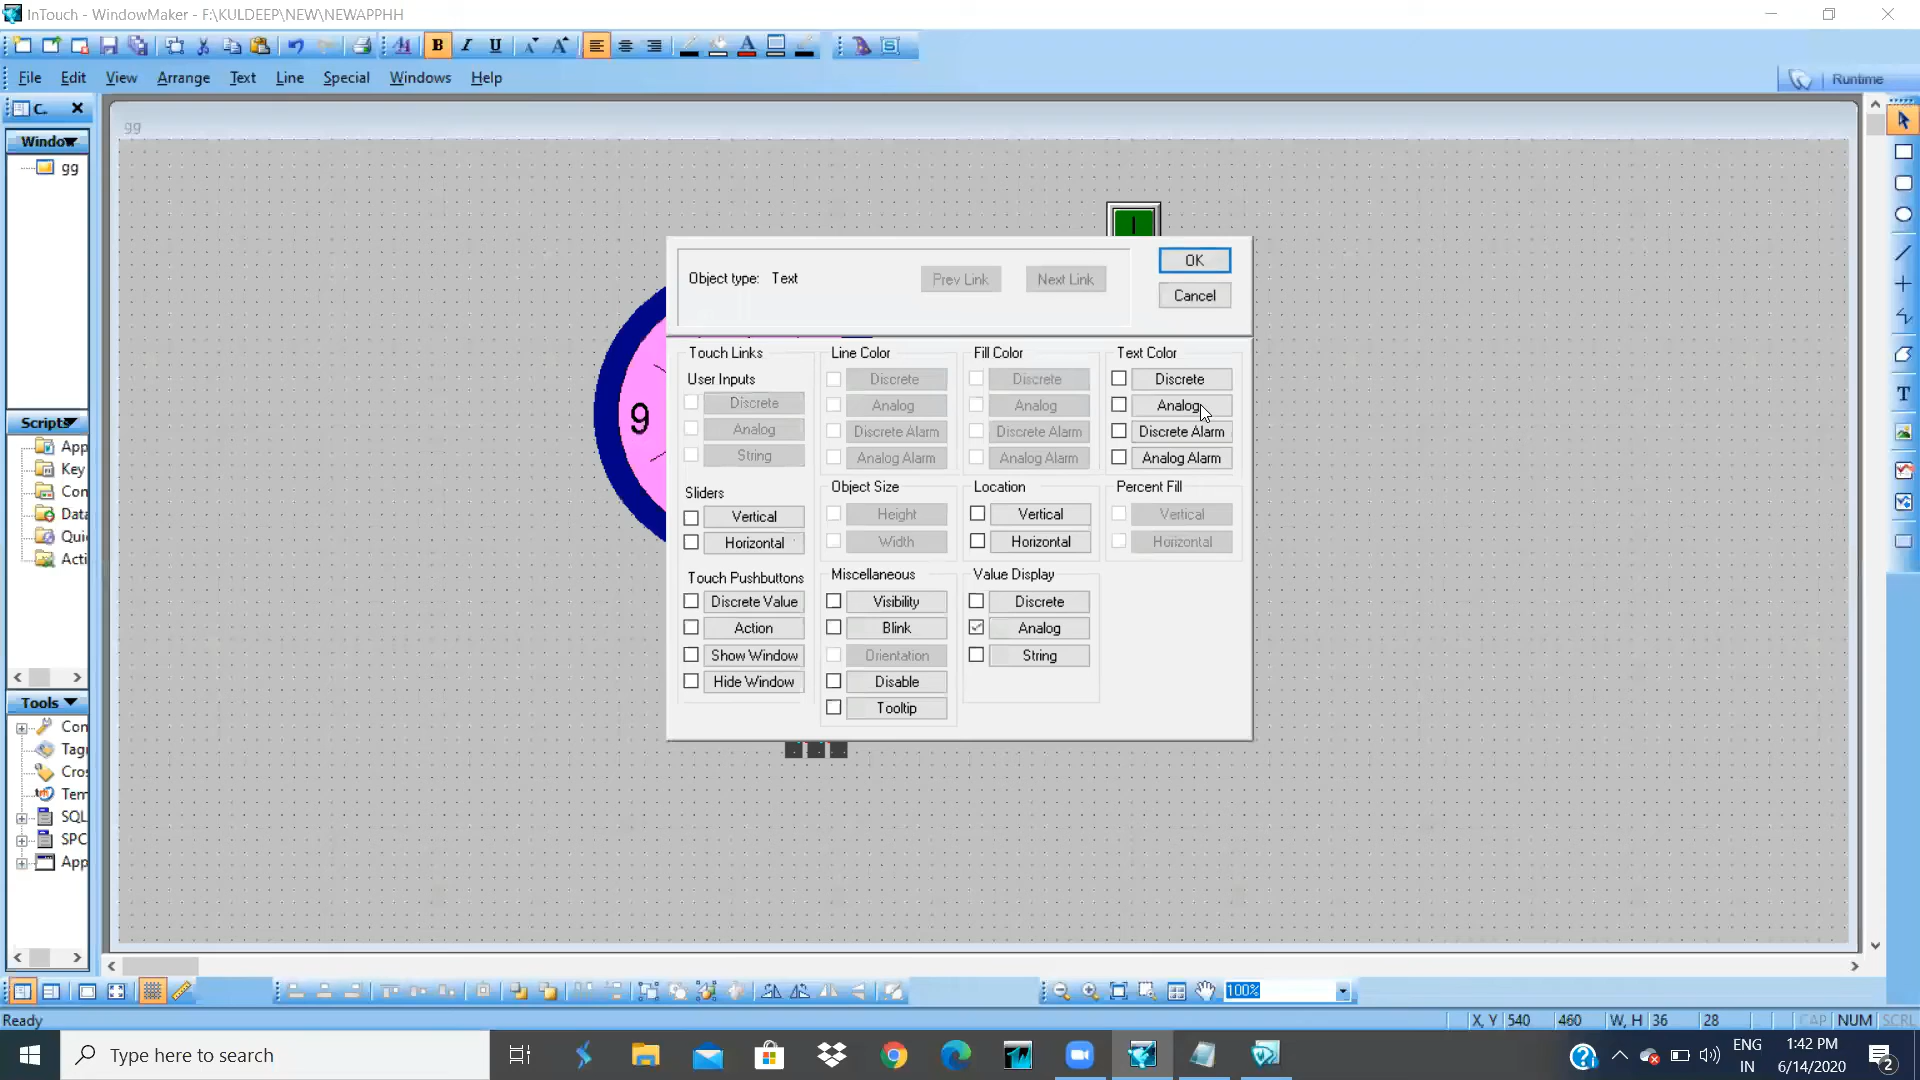 InTouch - WindowMaker - F:\KULDEEP\NEW\NEWAPPHH
B I U A A A
File Edit View Arrange Text Line Special Windows Help
Runtime
C.
Window
gg
gg
Object type: Text
Prev Link
Next Link
OK
Cancel
Touch Links
User Inputs
Discrete
Analog
String
Sliders
Vertical
Horizontal
Touch Pushbuttons
Discrete Value
Action
Show Window
Hide Window
Line Color
Discrete
Analog
Discrete Alarm
Analog Alarm
Object Size
Height
Width
Miscellaneous
Visibility
Blink
Orientation
Disable
Tooltip
Fill Color
Discrete
Analog
Discrete Alarm
Analog Alarm
Location
Vertical
Horizontal
Value Display
Discrete
Analog
String
Text Color
Discrete
Analog
Discrete Alarm
Analog Alarm
Percent Fill
Vertical
Horizontal
9
Scripts
App
Key
Con
Data
Quic
Acti
Tools
Con
Tag
Cros
Tem
SQL
SPC
App
T
100%
Ready
X, Y 540 460 W, H 36 28 CAP NUM SCRL
Type here to search
ENG
IN
1:42 PM
6/14/2020
2